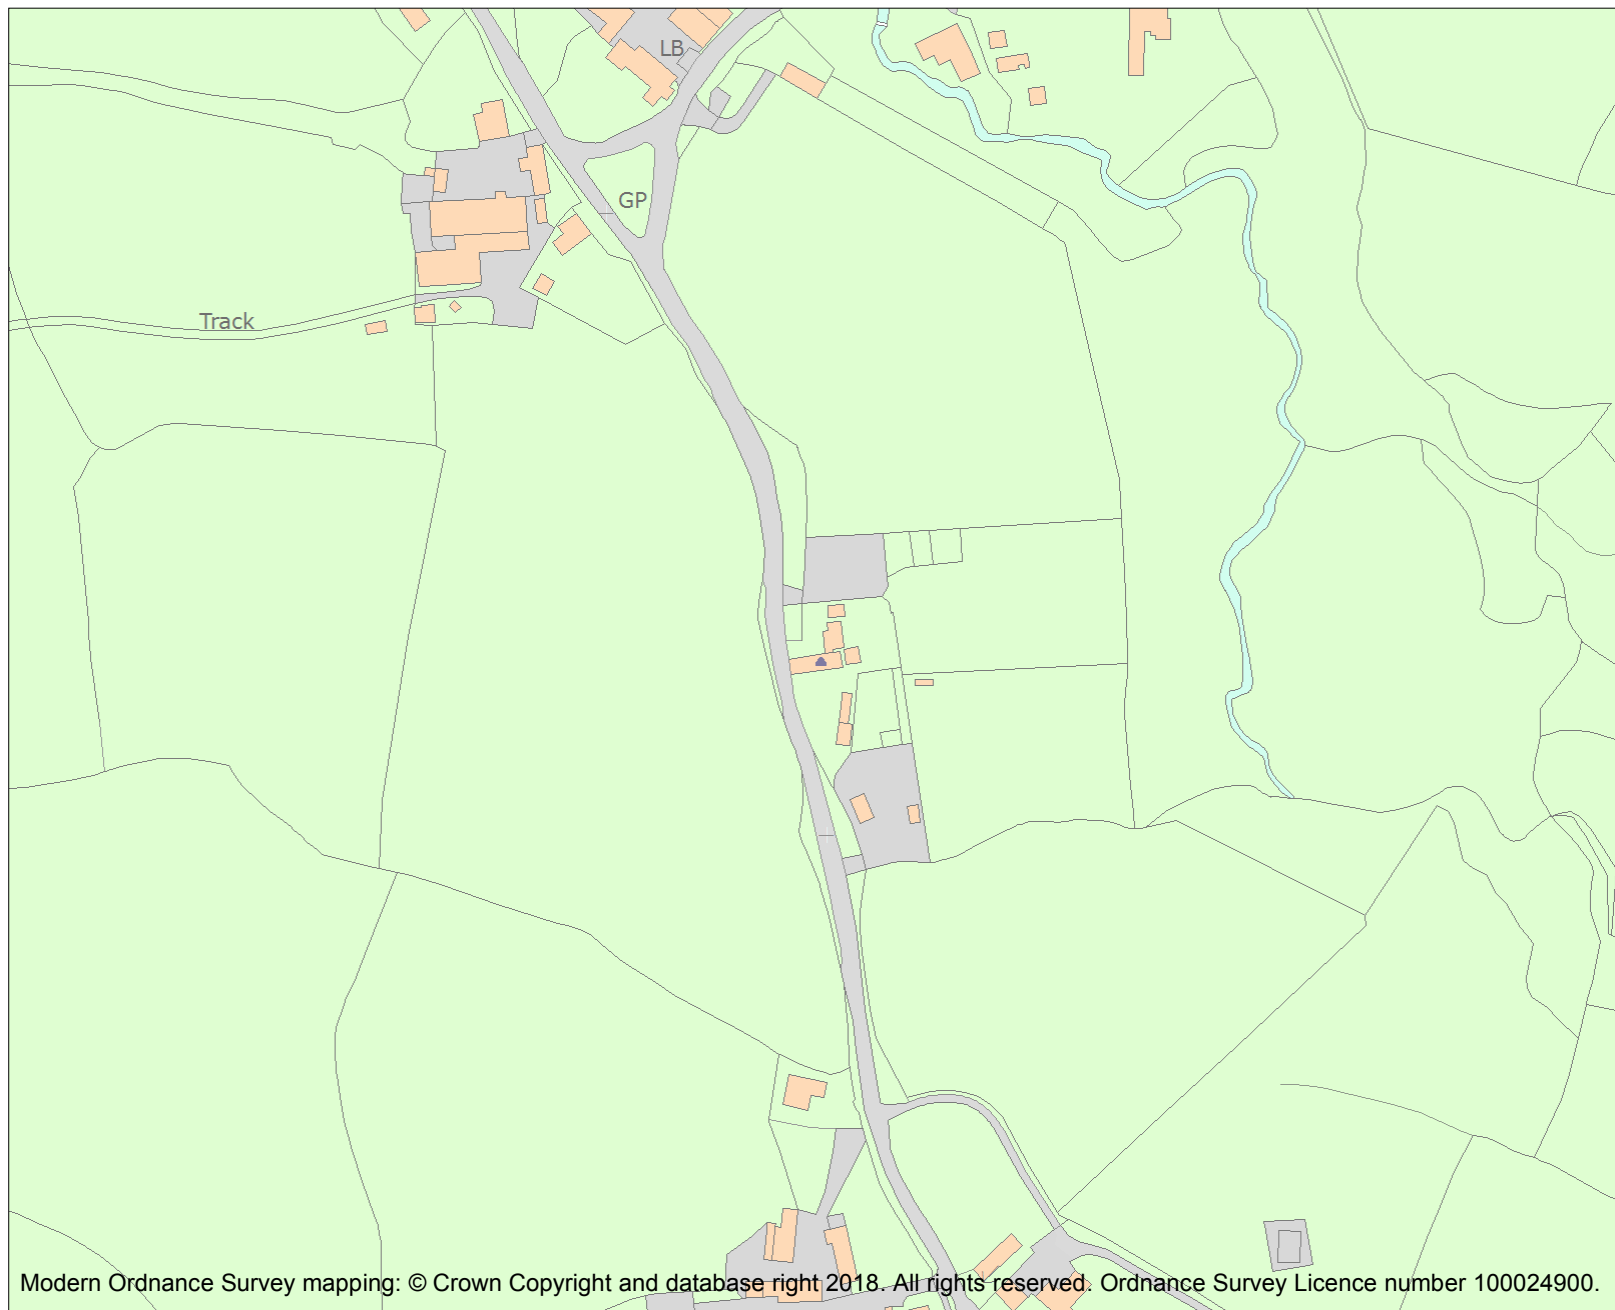 LB
GP
Track
Modern Ordnance Survey mapping: © Crown Copyright and database right 2018. All rights reserved. Ordnance Survey Licence number 100024900.